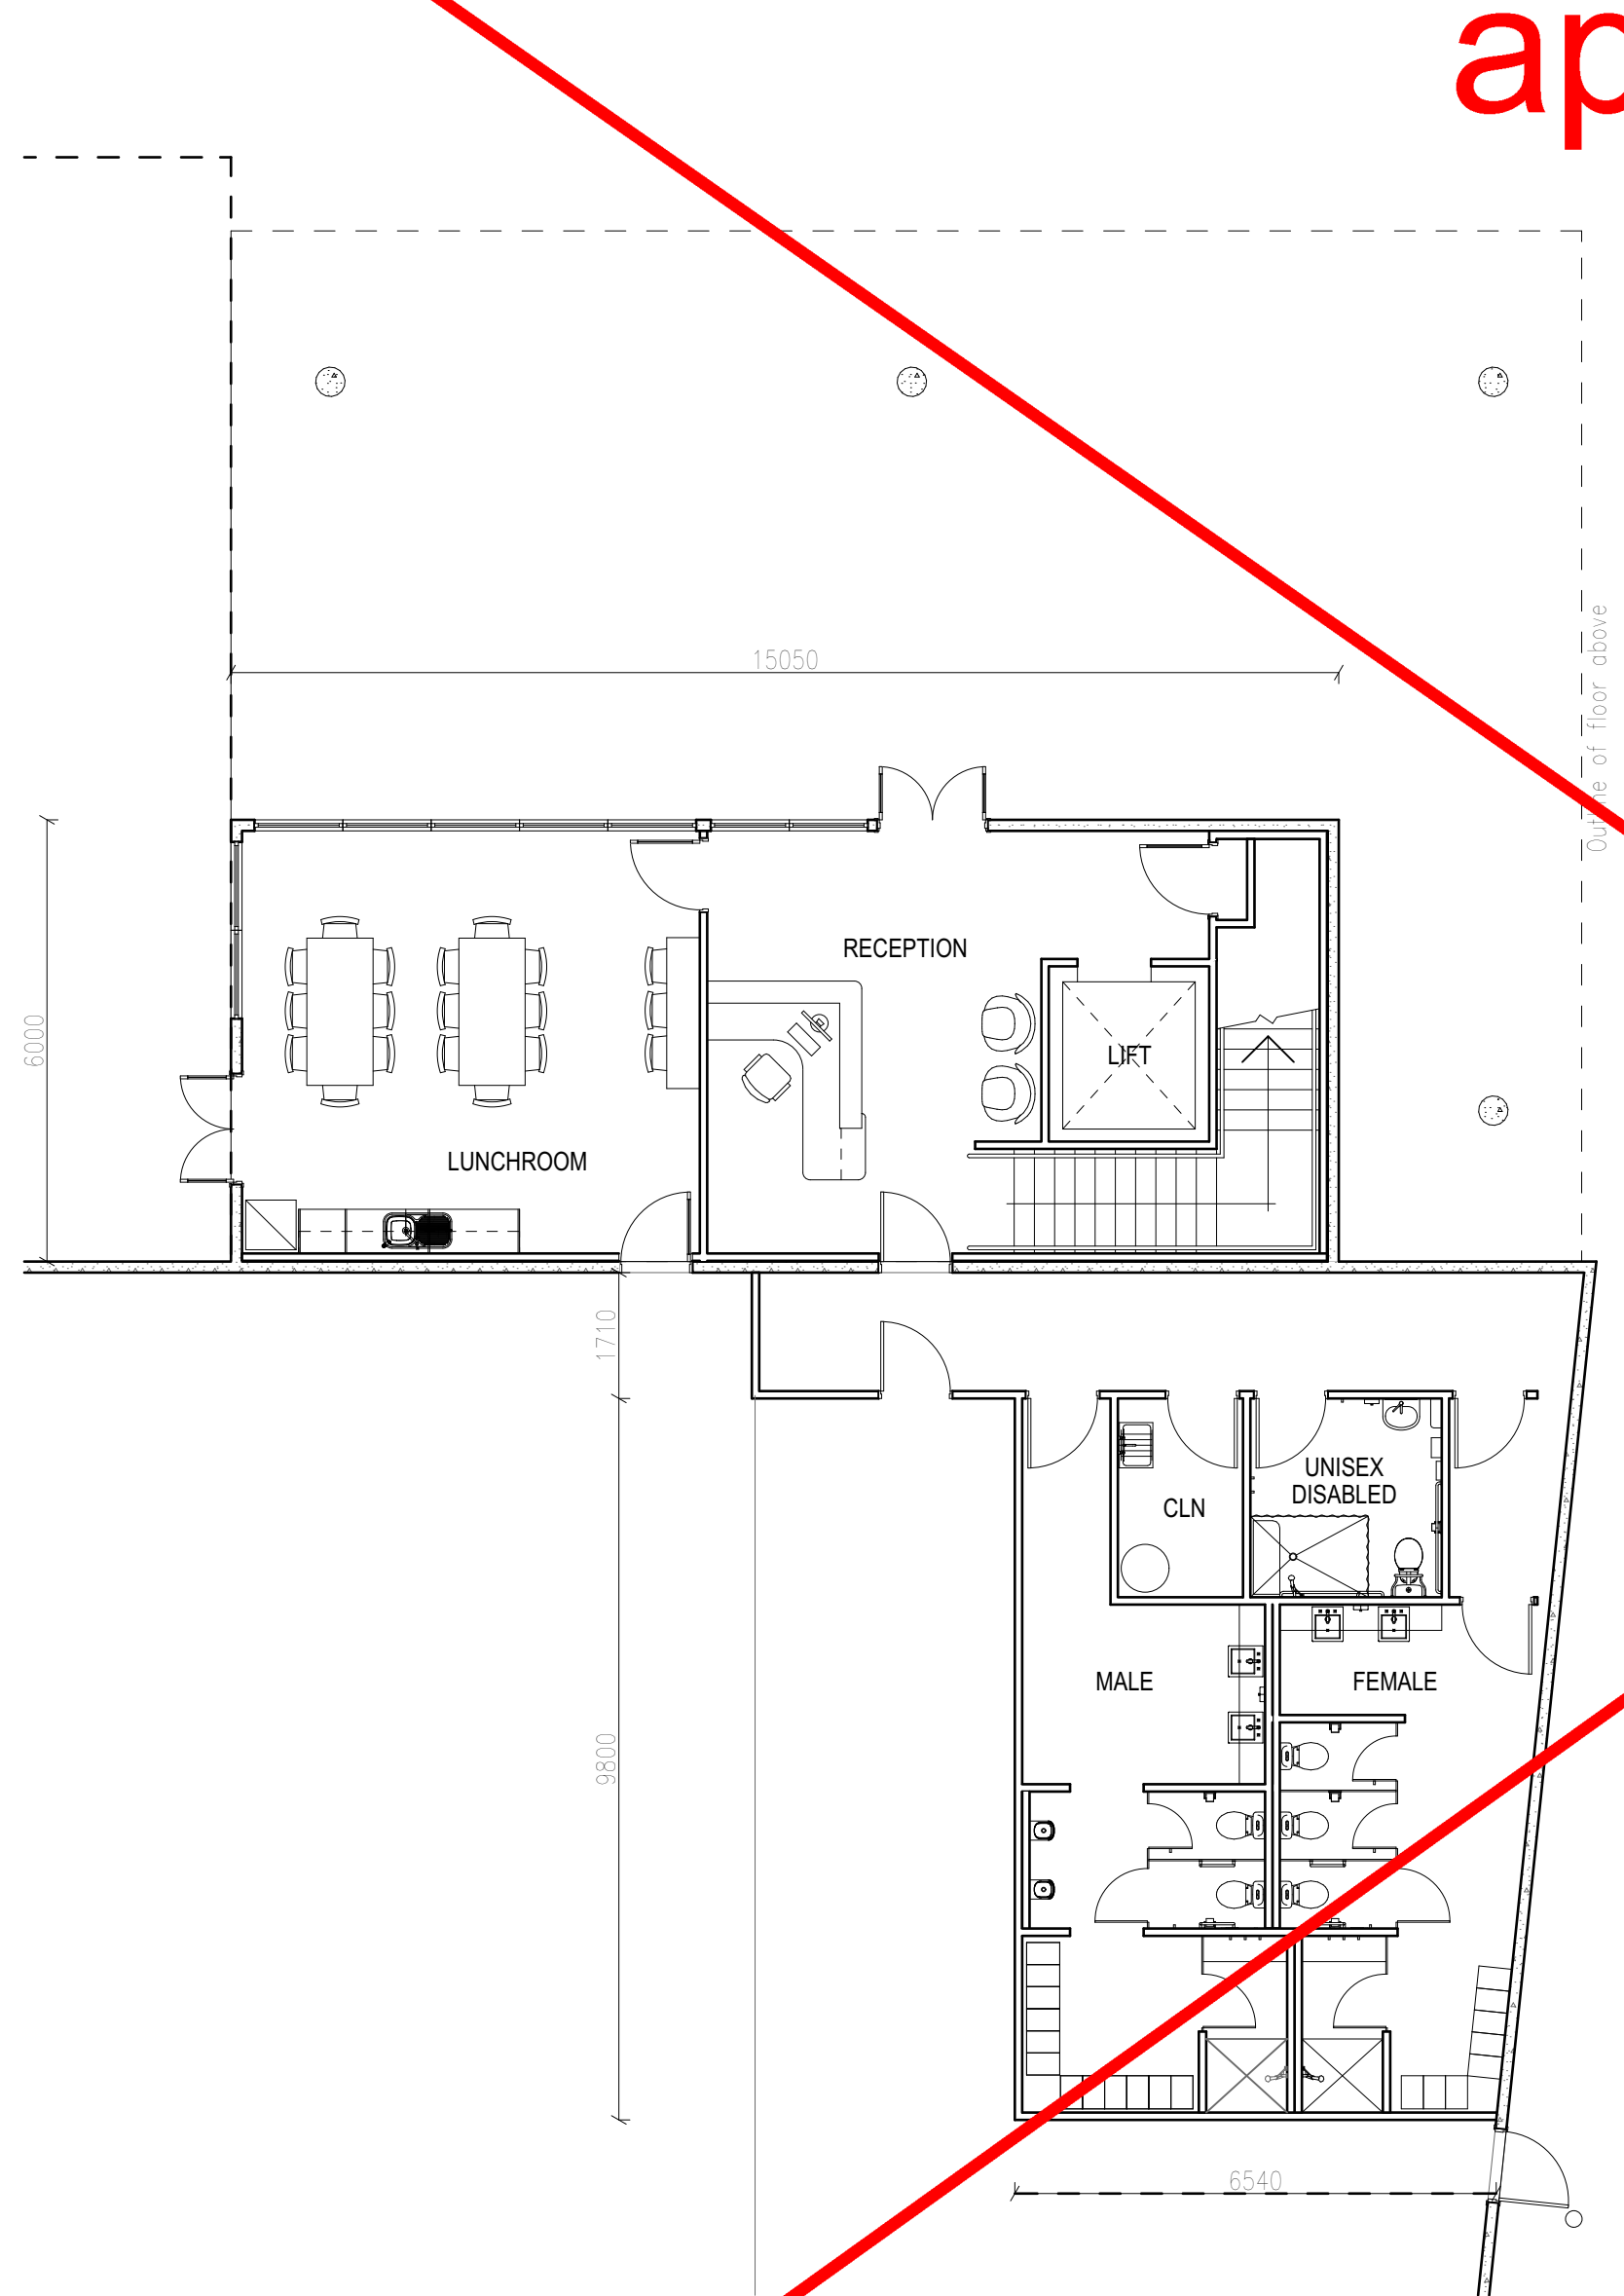 ap
15050
Outline of floor above
RECEPTION
6000
LIFT
LUNCHROOM
1710
UNISEX
DISABLED
CLN
MALE
FEMALE
9800
6540